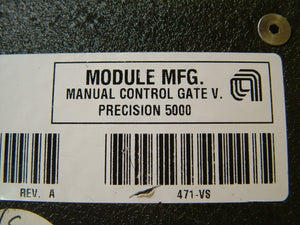 MODULE MFG.
MANUAL CONTROL GATE V.
PRECISION 5000
REV. A
471-VS